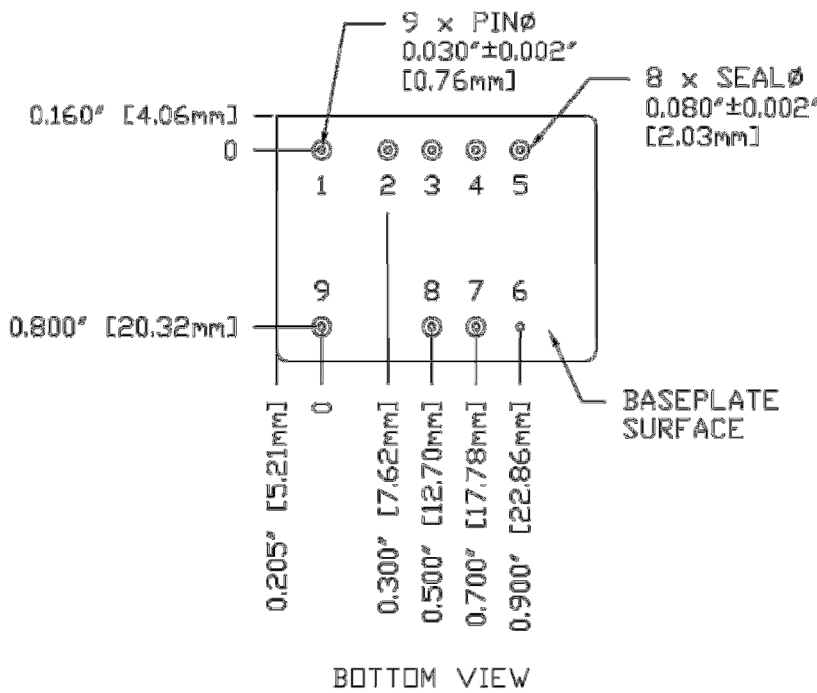 9 x PINØ
0.030"±0.002"
[0.76mm]
8 x SEALØ
0.080"±0.002"
[2.03mm]
0.160" [4.06mm]
0
1 2 3 4 5
9 8 7 6
0.800" [20.32mm]
BASEPLATE
SURFACE
0.205" [5.21mm]
0
0.300" [7.62mm]
0.500" [12.70mm]
0.700" [17.78mm]
0.900" [22.86mm]
BOTTOM VIEW